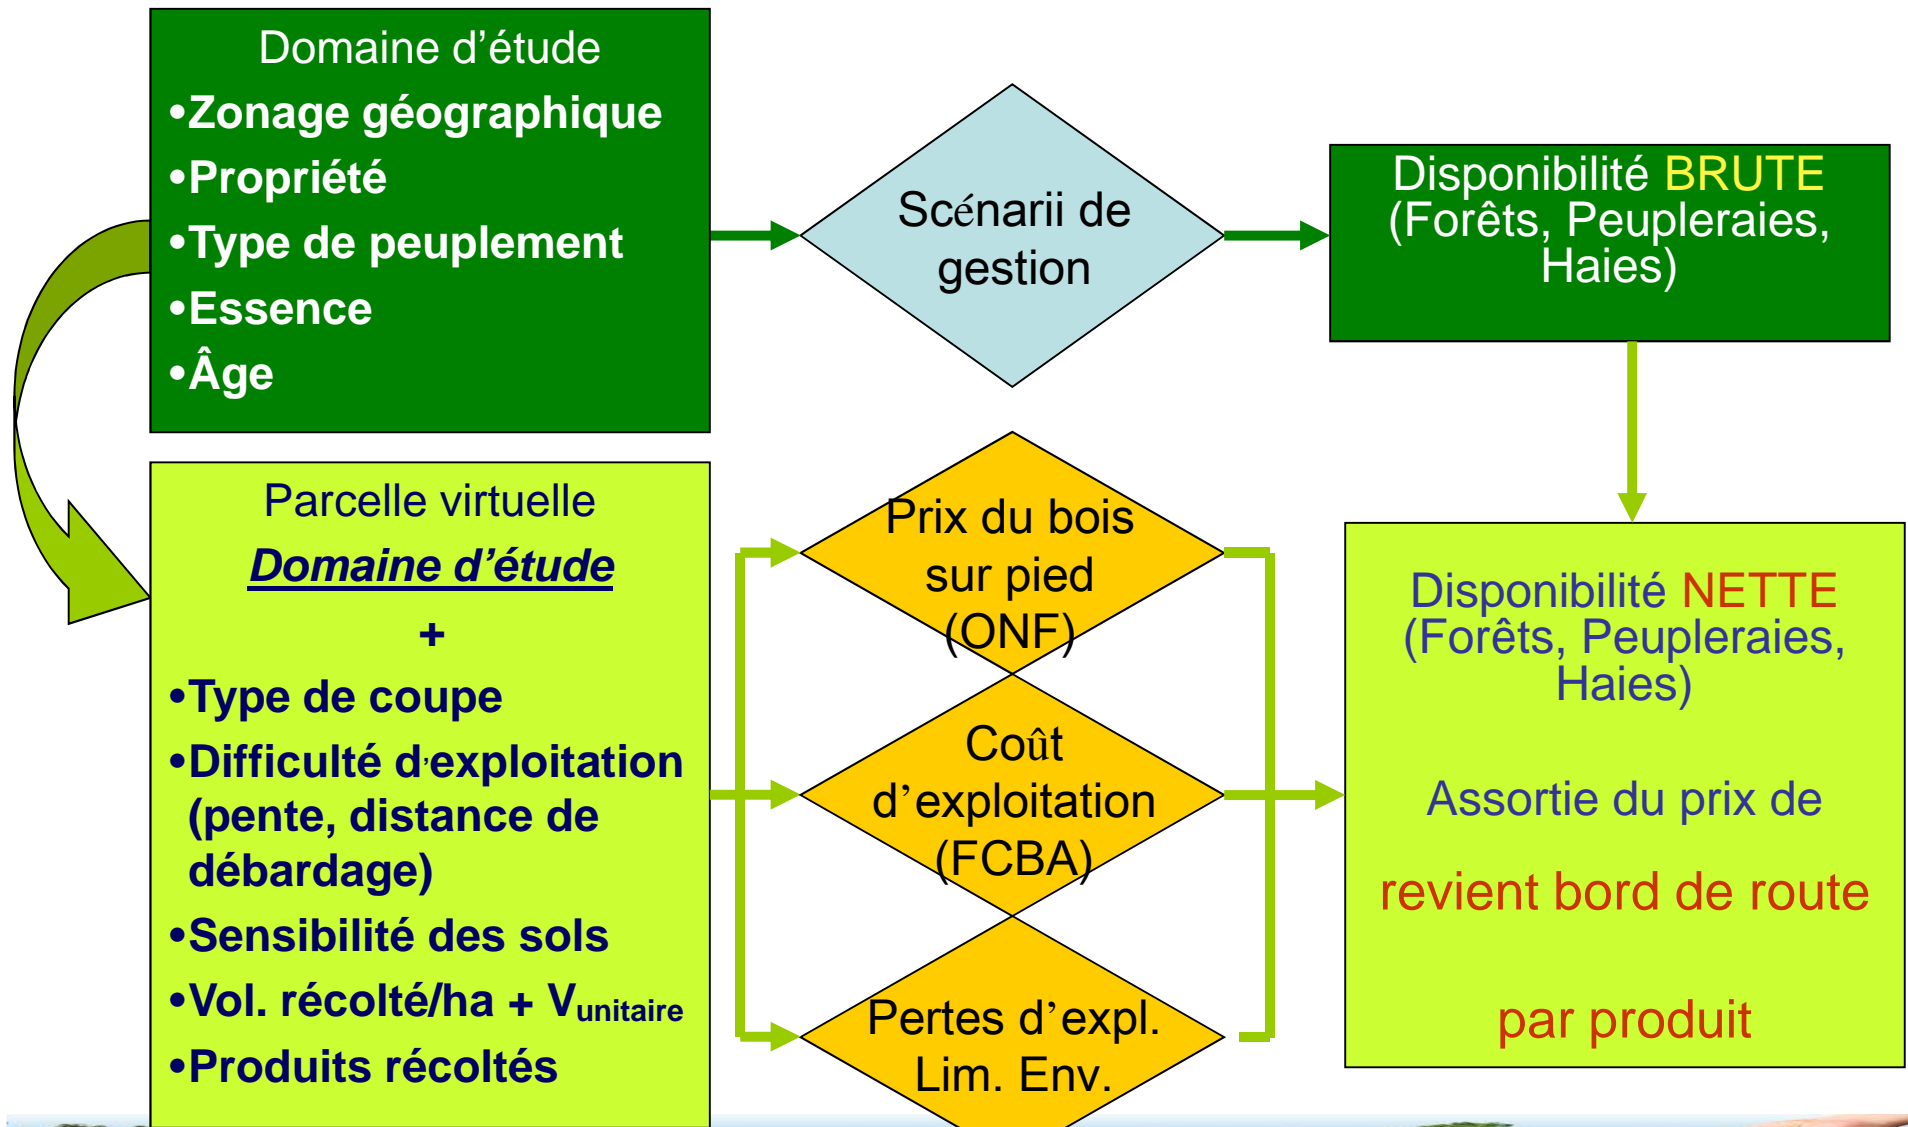 Domaine d’étude
•Zonage géographique
•Propriété
•Type de peuplement
•Essence
•Âge
Scénarii de
gestion
Disponibilité BRUTE
(Forêts, Peupleraies,
Haies)
Parcelle virtuelle
Domaine d’étude
+
•Type de coupe
•Difficulté d’exploitation
(pente, distance de
débardage)
•Sensibilité des sols
•Vol. récolté/ha + Vunitaire
•Produits récoltés
Prix du bois
sur pied
(ONF)
Coût
d’exploitation
(FCBA)
Pertes d’expl.
Lim. Env.
Disponibilité NETTE
(Forêts, Peupleraies,
Haies)
Assortie du prix de
revient bord de route
par produit